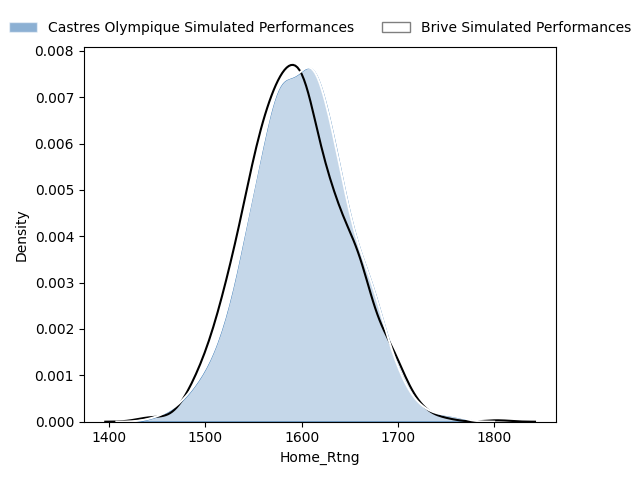 Castres Olympique Simulated Performances Brive Simulated Performances
0.008
0.007
0.006
0.005
0.004
0.003
0.002
0.001
0.000
Density
1400 1500 1600 1700 1800
Home_Rtng